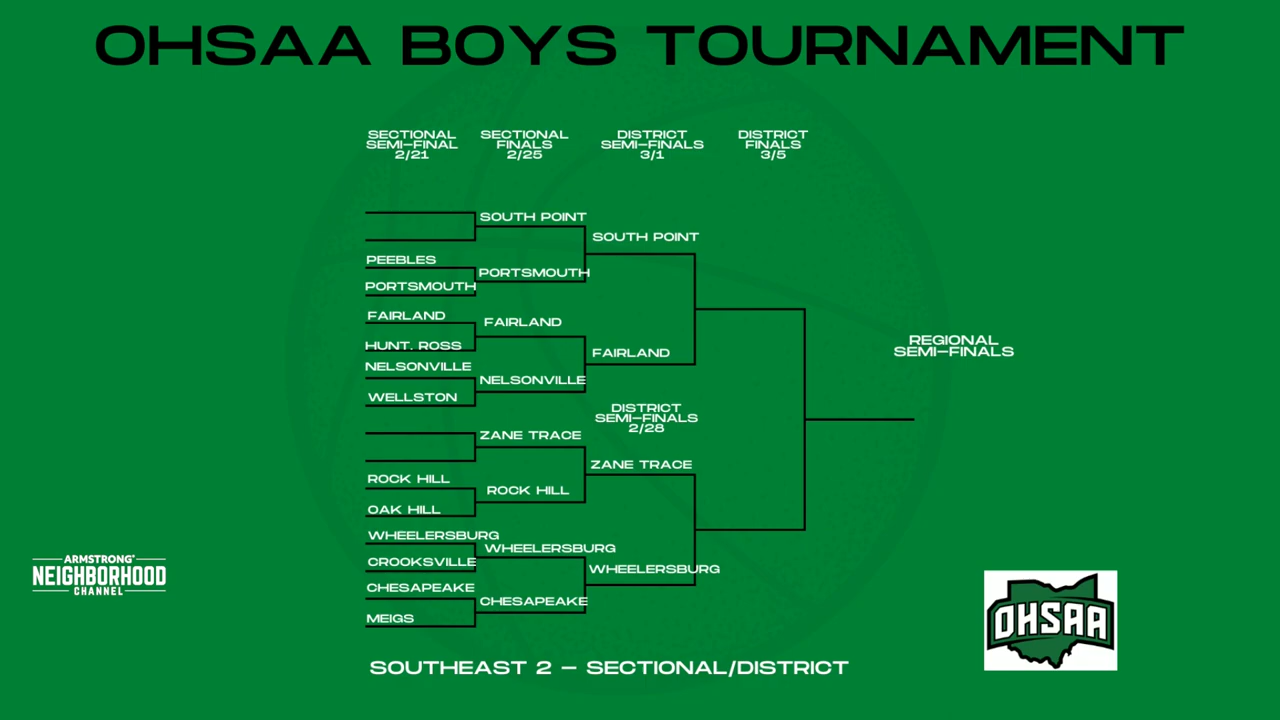 OHSAA BOYS TOURNAMENT
SECTIONAL
SEMI-FINAL
2/21
SECTIONAL
FINALS
2/25
DISTRICT
SEMI-FINALS
3/1
DISTRICT
FINALS
3/5
SOUTH POINT
SOUTH POINT
PEEBLES
PORTSMOUTH
PORTSMOUTH
FAIRLAND
FAIRLAND
HUNT. ROSS
FAIRLAND
NELSONVILLE
NELSONVILLE
WELLSTON
REGIONAL
SEMI-FINALS
DISTRICT
SEMI-FINALS
2/28
ZANE TRACE
ZANE TRACE
ROCK HILL
ROCK HILL
OAK HILL
WHEELERSBURG
WHEELERSBURG
CROOKSVILLE
WHEELERSBURG
CHESAPEAKE
CHESAPEAKE
MEIGS
ARMSTRONG®
NEIGHBORHOOD
CHANNEL
OHSAA
SOUTHEAST 2 - SECTIONAL/DISTRICT